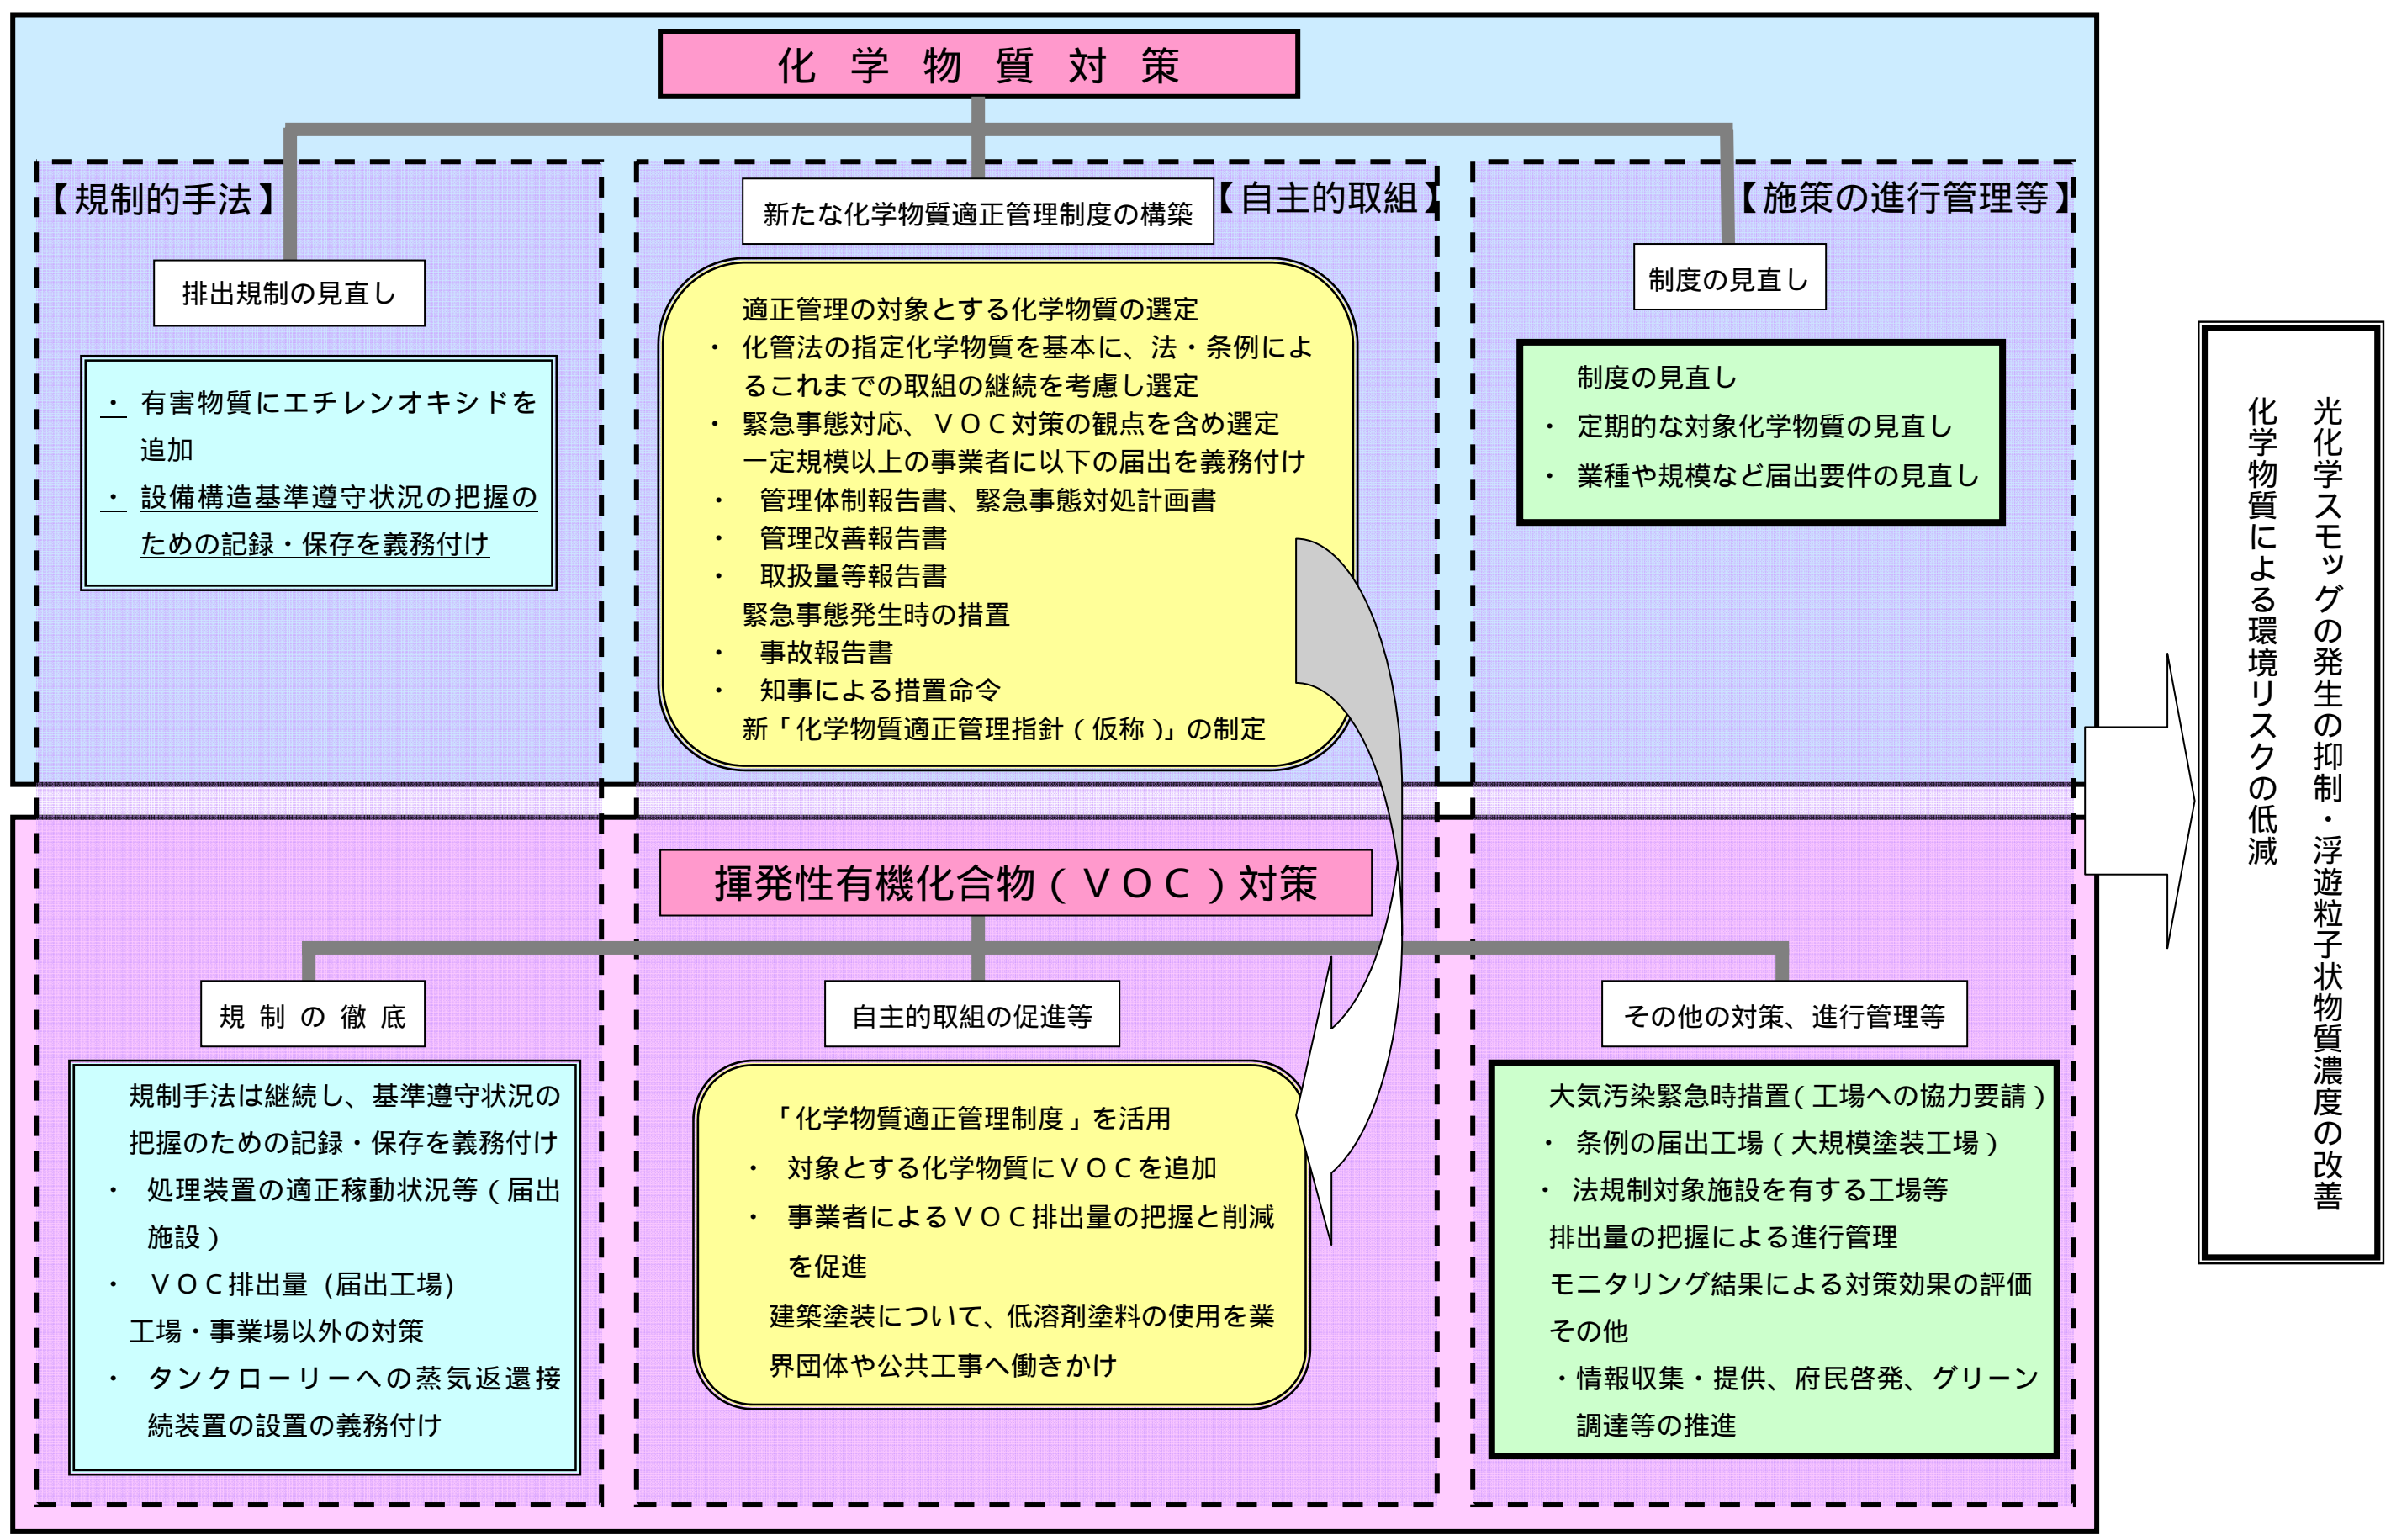 化学物質対策
【規制的手法】
排出規制の見直し
・ 有害物質にエチレンオキシドを
追加
・ 設備構造基準遵守状況の把握の
ための記録・保存を義務付け
【自主的取組】
新たな化学物質適正管理制度の構築
適正管理の対象とする化学物質の選定
・ 化管法の指定化学物質を基本に、法・条例によ
るこれまでの取組の継続を考慮し選定
・ 緊急事態対応、ＶＯＣ対策の観点を含め選定
一定規模以上の事業者に以下の届出を義務付け
・ 管理体制報告書、緊急事態対処計画書
・ 管理改善報告書
・ 取扱量等報告書
緊急事態発生時の措置
・ 事故報告書
・ 知事による措置命令
新「化学物質適正管理指針（仮称）」の制定
【施策の進行管理等】
制度の見直し
制度の見直し
・ 定期的な対象化学物質の見直し
・ 業種や規模など届出要件の見直し
揮発性有機化合物（ＶＯＣ）対策
規制の徹底
規制手法は継続し、基準遵守状況の
把握のための記録・保存を義務付け
・ 処理装置の適正稼動状況等（届出
施設）
・ ＶＯＣ排出量（届出工場）
工場・事業場以外の対策
・ タンクローリーへの蒸気返還接
続装置の設置の義務付け
自主的取組の促進等
「化学物質適正管理制度」を活用
・ 対象とする化学物質にＶＯＣを追加
・ 事業者によるＶＯＣ排出量の把握と削減
を促進
建築塗装について、低溶剤塗料の使用を業
界団体や公共工事へ働きかけ
その他の対策、進行管理等
大気汚染緊急時措置（工場への協力要請）
・ 条例の届出工場（大規模塗装工場）
・ 法規制対象施設を有する工場等
排出量の把握による進行管理
モニタリング結果による対策効果の評価
その他
・情報収集・提供、府民啓発、グリーン
調達等の推進
光化学スモッグの発生の抑制・浮遊粒子状物質濃度の改善
化学物質による環境リスクの低減